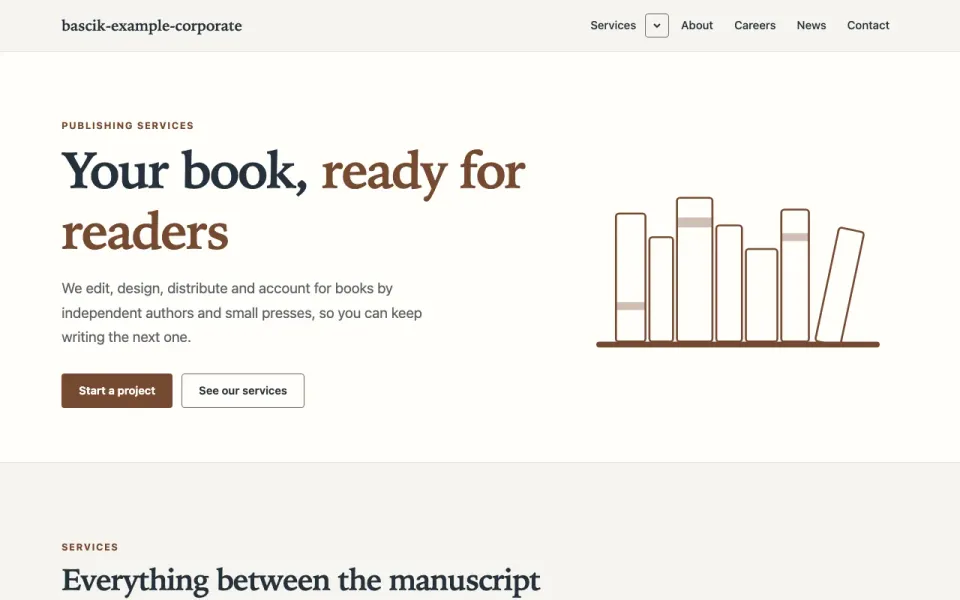 bascik-example-corporate
Services
About
Careers
News
Contact
PUBLISHING SERVICES
Your book, ready for
readers
We edit, design, distribute and account for books by
independent authors and small presses, so you can keep
writing the next one.
Start a project
See our services
SERVICES
Everything between the manuscript